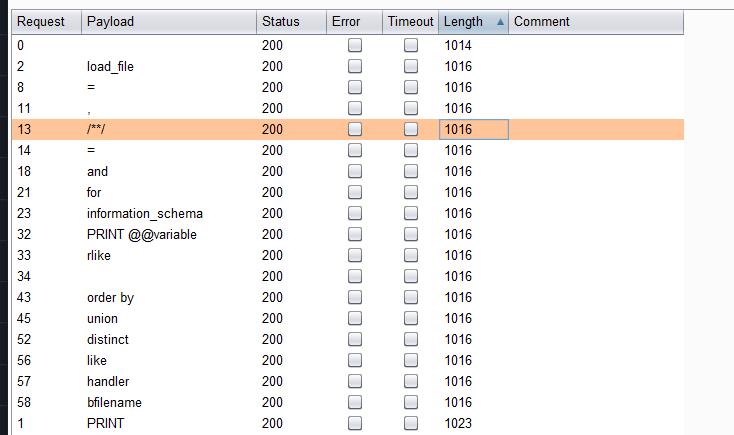 Request Payload Status Error Timeout Length Comment
0 200 1014
2 load_file 200 1016
8 = 200 1016
11 , 200 1016
13 /**/ 200 1016
14 = 200 1016
18 and 200 1016
21 for 200 1016
23 information_schema 200 1016
32 PRINT @@variable 200 1016
33 rlike 200 1016
34 200 1016
43 order by 200 1016
45 union 200 1016
52 distinct 200 1016
56 like 200 1016
57 handler 200 1016
58 bfilename 200 1016
1 PRINT 200 1023